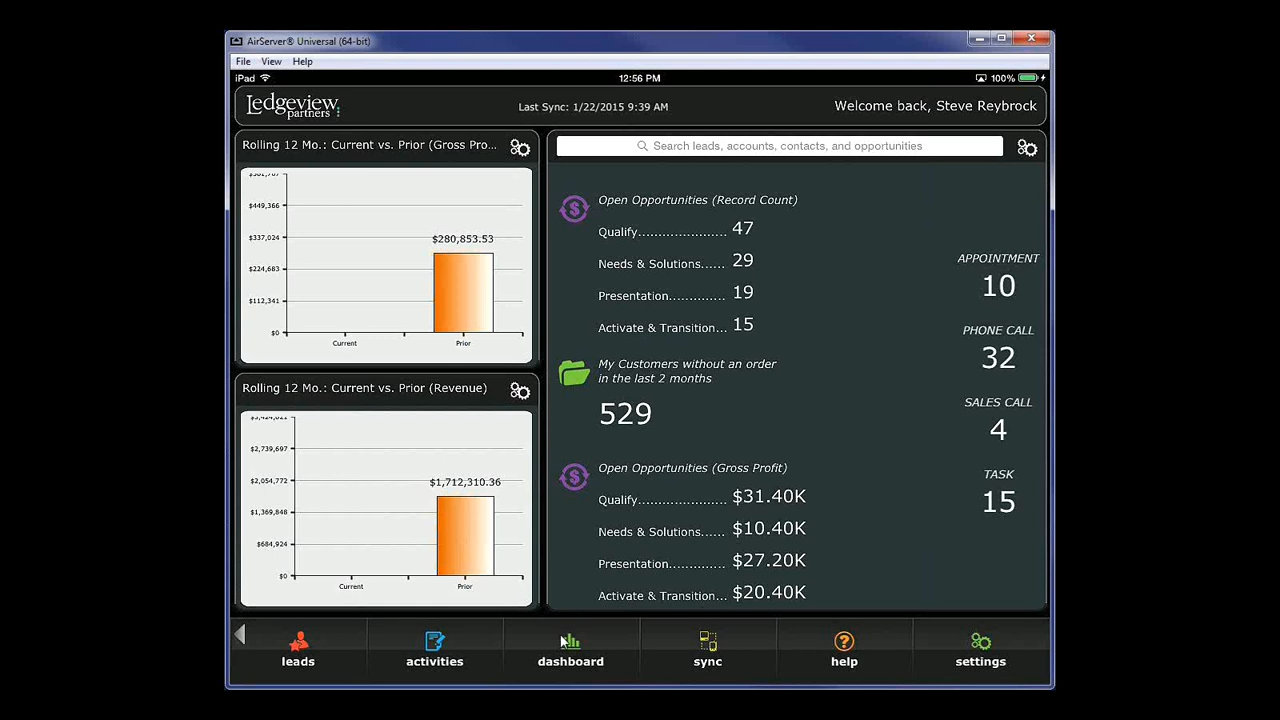 AirServer® Universal (64-bit)
File View Help
iPad 12:56 PM 100%
Ledgeview partners
Last Sync: 1/22/2015 9:39 AM
Welcome back, Steve Reybrock
Rolling 12 Mo.: Current vs. Prior (Gross Pro...
$449,366
$337,024
$224,683
$112,341
$0
$280,853.53
Current Prior
Rolling 12 Mo.: Current vs. Prior (Revenue)
$2,739,697
$2,054,772
$1,369,848
$684,924
$0
$1,712,310.36
Current Prior
Search leads, accounts, contacts, and opportunities
Open Opportunities (Record Count)
Qualify...................... 47
Needs & Solutions...... 29
Presentation.............. 19
Activate & Transition... 15
My Customers without an order
in the last 2 months
529
Open Opportunities (Gross Profit)
Qualify...................... $31.40K
Needs & Solutions...... $10.40K
Presentation.............. $27.20K
Activate & Transition... $20.40K
APPOINTMENT
10
PHONE CALL
32
SALES CALL
4
TASK
15
leads activities dashboard sync help settings